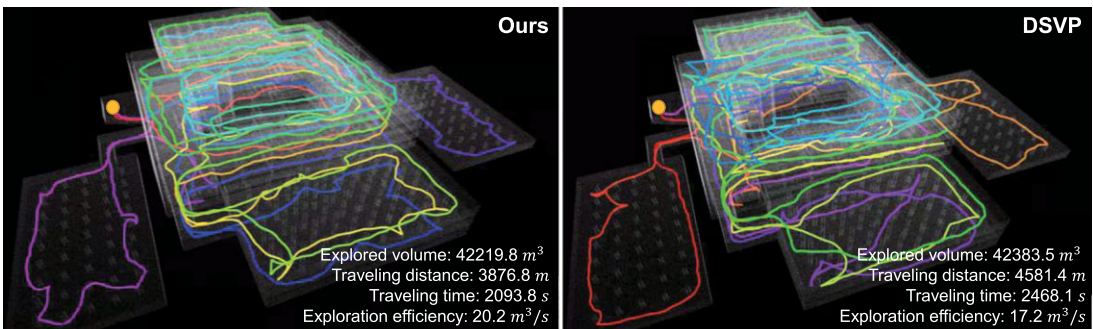 Ours
Explored volume: 42219.8 m³
Traveling distance: 3876.8 m
Traveling time: 2093.8 s
Exploration efficiency: 20.2 m³/s
DSVP
Explored volume: 42383.5 m³
Traveling distance: 4581.4 m
Traveling time: 2468.1 s
Exploration efficiency: 17.2 m³/s